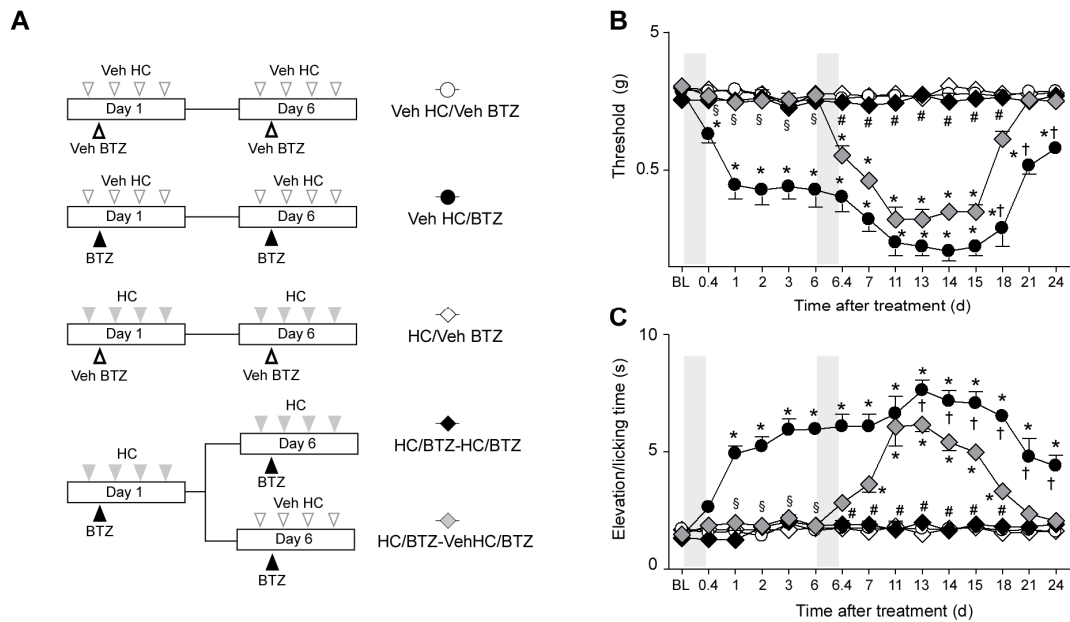 A
Veh HC
Veh HC
Day 1
Day 6
Veh BTZ
Veh BTZ
Veh HC/Veh BTZ
Veh HC
Veh HC
Day 1
Day 6
BTZ
BTZ
Veh HC/BTZ
HC
HC
Day 1
Day 6
Veh BTZ
Veh BTZ
HC/Veh BTZ
HC
Day 6
HC
BTZ
HC/BTZ-HC/BTZ
Day 1
Veh HC
BTZ
Day 6
HC/BTZ-VehHC/BTZ
BTZ
B
5
0.5
Threshold (g)
* § § § § § # # # # # # #
* * * * * * * * * * * * * * * *† *† *†
BL 0.4 1 2 3 6 6.4 7 11 13 14 15 18 21 24
Time after treatment (d)
C
10
5
0
Elevation/licking time (s)
* * * * * * * * * * * * *
† † † † † †
* * * * * *
§ § § § # # # # # # #
BL 0.4 1 2 3 6 6.4 7 11 13 14 15 18 21 24
Time after treatment (d)